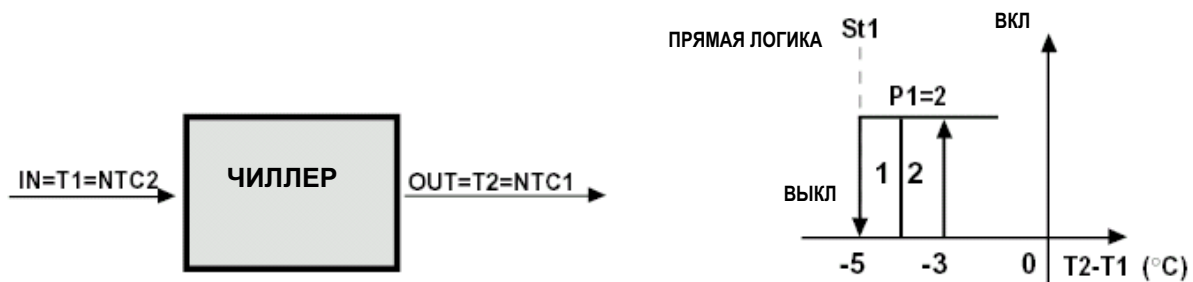 IN=T1=NTC2
ЧИЛЛЕР
OUT=T2=NTC1
ПРЯМАЯ ЛОГИКА
St1
ВКЛ
P1=2
1
2
ВЫКЛ
-5
-3
0
T2-T1 (°C)